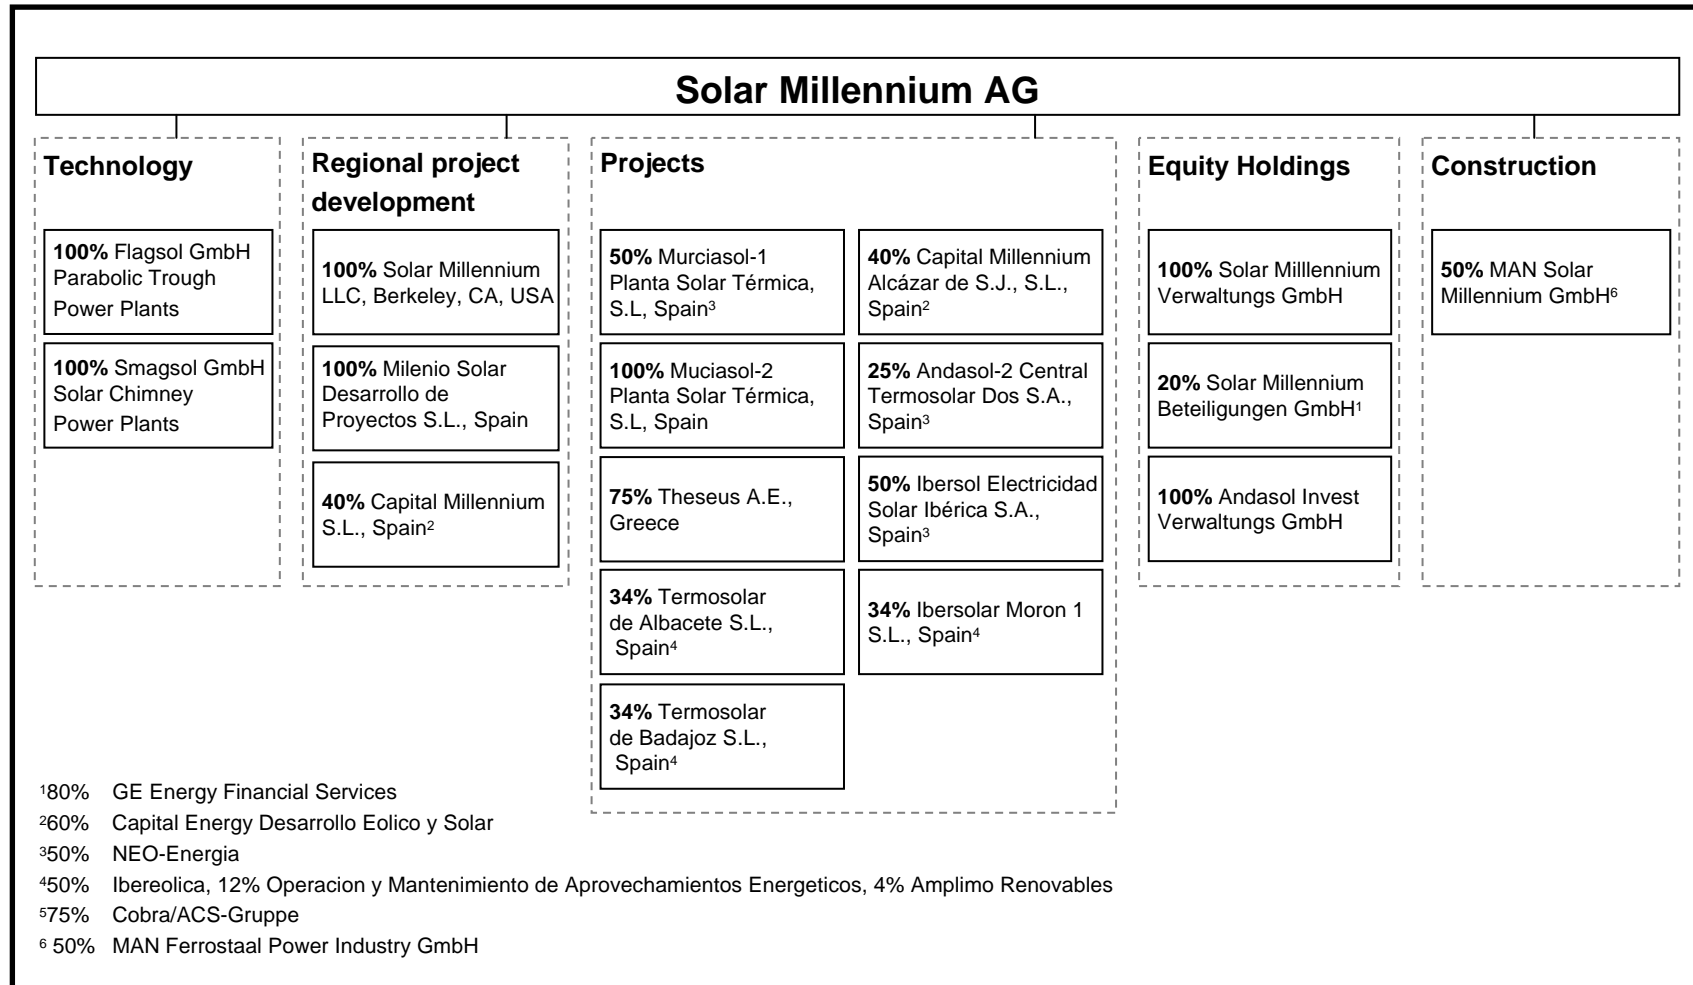 Solar Millennium AG
Technology
100% Flagsol GmbH
Parabolic Trough
Power Plants
100% Smagsol GmbH
Solar Chimney
Power Plants
Regional project
development
100% Solar Millennium
LLC, Berkeley, CA, USA
100% Milenio Solar
Desarrollo de
Proyectos S.L., Spain
40% Capital Millennium
S.L., Spain²
Projects
50% Murciasol-1
Planta Solar Térmica,
S.L, Spain³
100% Muciasol-2
Planta Solar Térmica,
S.L, Spain
75% Theseus A.E.,
Greece
34% Termosolar
de Albacete S.L.,
Spain⁴
34% Termosolar
de Badajoz S.L.,
Spain⁴
40% Capital Millennium
Alcázar de S.J., S.L.,
Spain²
25% Andasol-2 Central
Termosolar Dos S.A.,
Spain³
50% Ibersol Electricidad
Solar Ibérica S.A.,
Spain³
34% Ibersolar Moron 1
S.L., Spain⁴
Equity Holdings
100% Solar Milllennium
Verwaltungs GmbH
20% Solar Millennium
Beteiligungen GmbH¹
100% Andasol Invest
Verwaltungs GmbH
Construction
50% MAN Solar
Millennium GmbH⁶
¹80% GE Energy Financial Services
²60% Capital Energy Desarrollo Eolico y Solar
³50% NEO-Energia
⁴50% Ibereolica, 12% Operacion y Mantenimiento de Aprovechamientos Energeticos, 4% Amplimo Renovables
⁵75% Cobra/ACS-Gruppe
⁶ 50% MAN Ferrostaal Power Industry GmbH